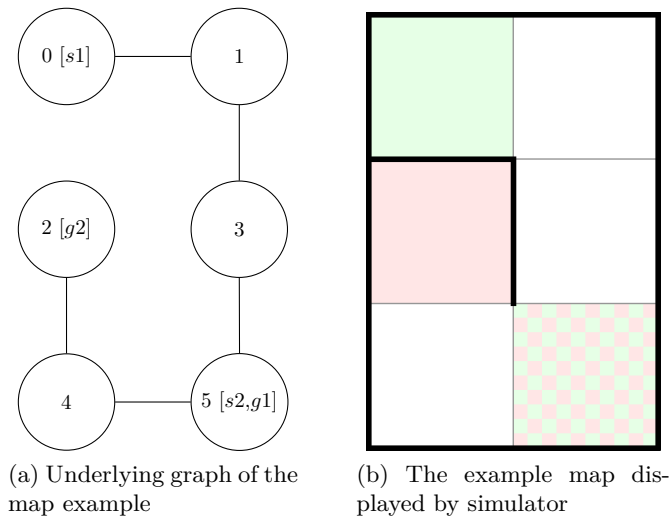 0 [s1]
1
2 [g2]
3
4
5 [s2,g1]
(a) Underlying graph of the
map example
(b) The example map dis-
played by simulator